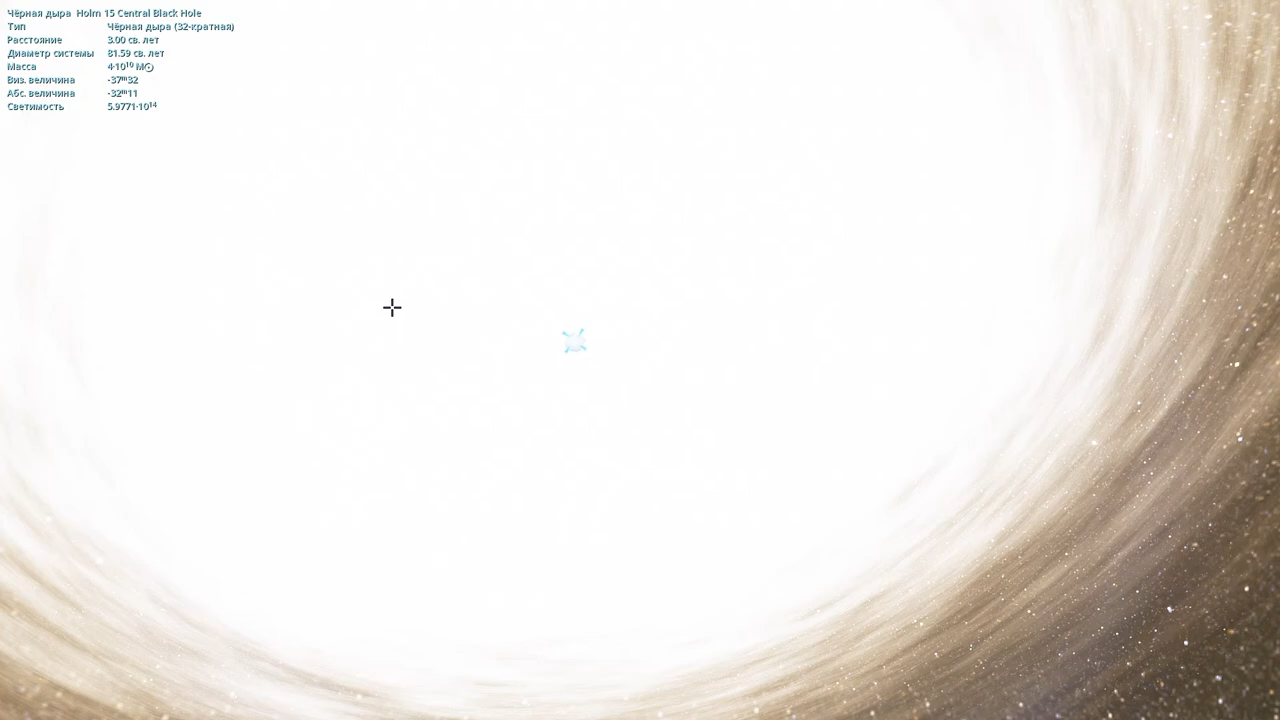 Чёрная дыра Holm 15 Central Black Hole
Тип Чёрная дыра (32-кратная)
Расстояние 3.00 св. лет
Диаметр системы 81.59 св. лет
Масса 4·10¹⁰ M☉
Виз. величина -37ᵐ32
Абс. величина -32ᵐ11
Светимость 5.9771·10¹⁴